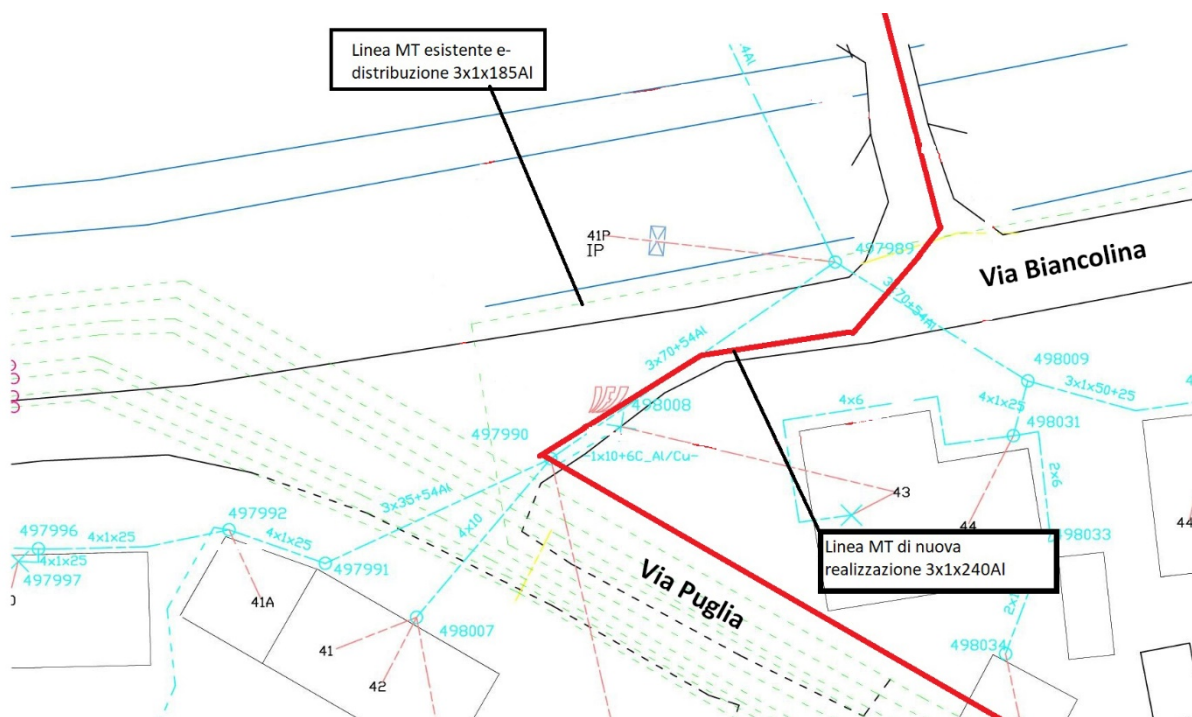 Linea MT esistente e-
distribuzione 3x1x185Al
4Al
41P
IP
497989
Via Biancolina
3x70+54Al
3x70+54Al
498009
3x1x50+25
4x1x25
498031
4x6
498008
497990
-1x10+6C_Al/Cu-
43
2x6
44
44
498033
3x35+54Al
4x10
497992
4x1x25
497996
4x1x25
4x1x25
497997
497991
Linea MT di nuova
realizzazione 3x1x240Al
Via Puglia
41A
498007
41
42
498034